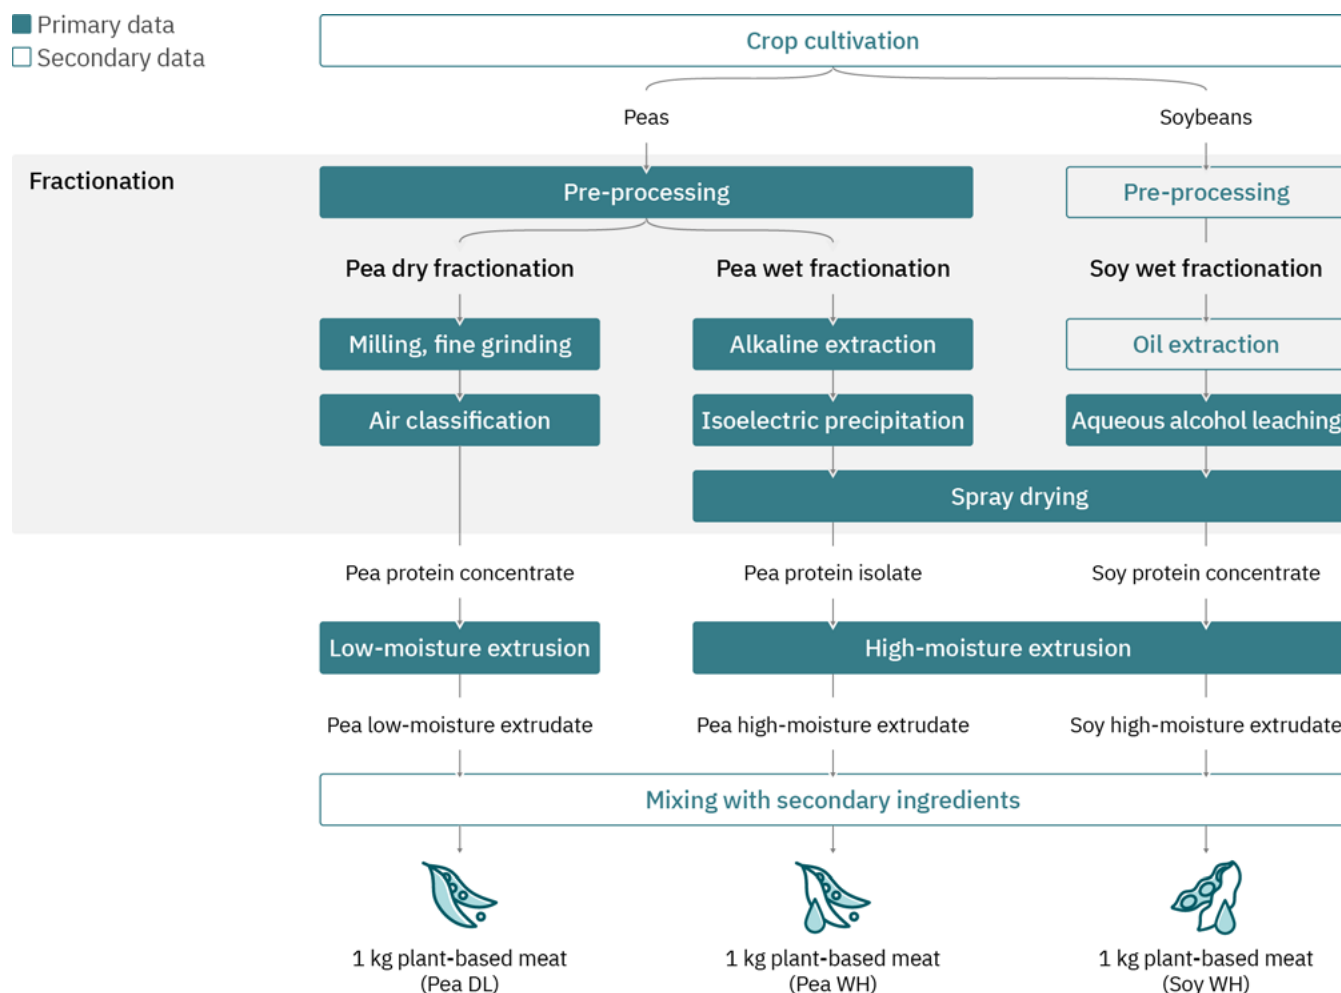 Primary data
Secondary data
Crop cultivation
Peas
Soybeans
Fractionation
Pre-processing
Pre-processing
Pea dry fractionation
Pea wet fractionation
Soy wet fractionation
Milling, fine grinding
Alkaline extraction
Oil extraction
Air classification
Isoelectric precipitation
Aqueous alcohol leaching
Spray drying
Pea protein concentrate
Pea protein isolate
Soy protein concentrate
Low-moisture extrusion
High-moisture extrusion
Pea low-moisture extrudate
Pea high-moisture extrudate
Soy high-moisture extrudate
Mixing with secondary ingredients
1 kg plant-based meat
(Pea DL)
1 kg plant-based meat
(Pea WH)
1 kg plant-based meat
(Soy WH)